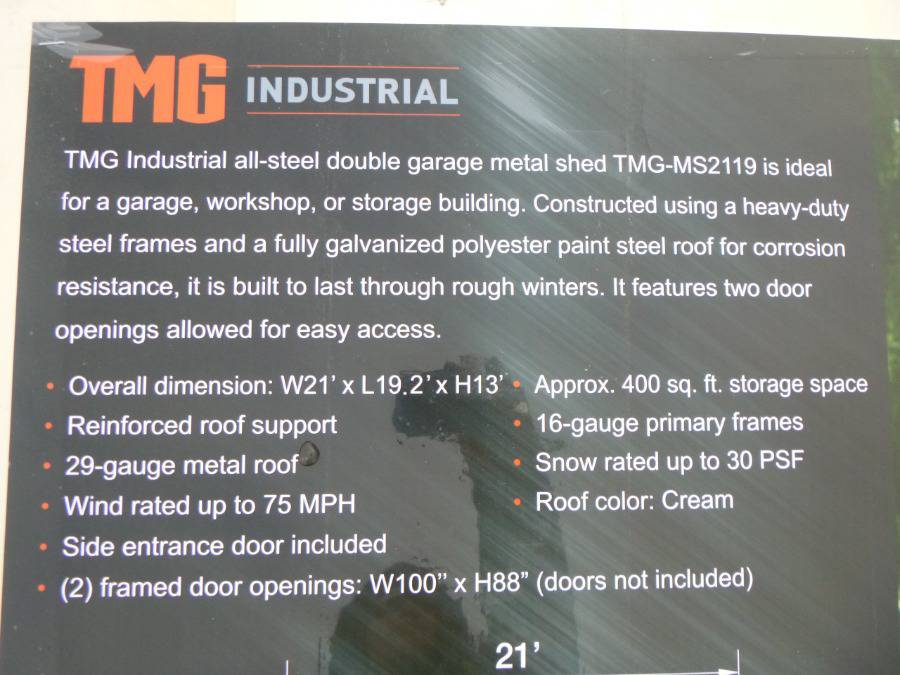 TMG INDUSTRIAL
TMG Industrial all-steel double garage metal shed TMG-MS2119 is ideal
for a garage, workshop, or storage building. Constructed using a heavy-duty
steel frames and a fully galvanized polyester paint steel roof for corrosion
resistance, it is built to last through rough winters. It features two door
openings allowed for easy access.
• Overall dimension: W21’ x L19.2’ x H13’
• Reinforced roof support
• 29-gauge metal roof
• Wind rated up to 75 MPH
• Side entrance door included
• (2) framed door openings: W100” x H88” (doors not included)
• Approx. 400 sq. ft. storage space
• 16-gauge primary frames
• Snow rated up to 30 PSF
• Roof color: Cream
21’